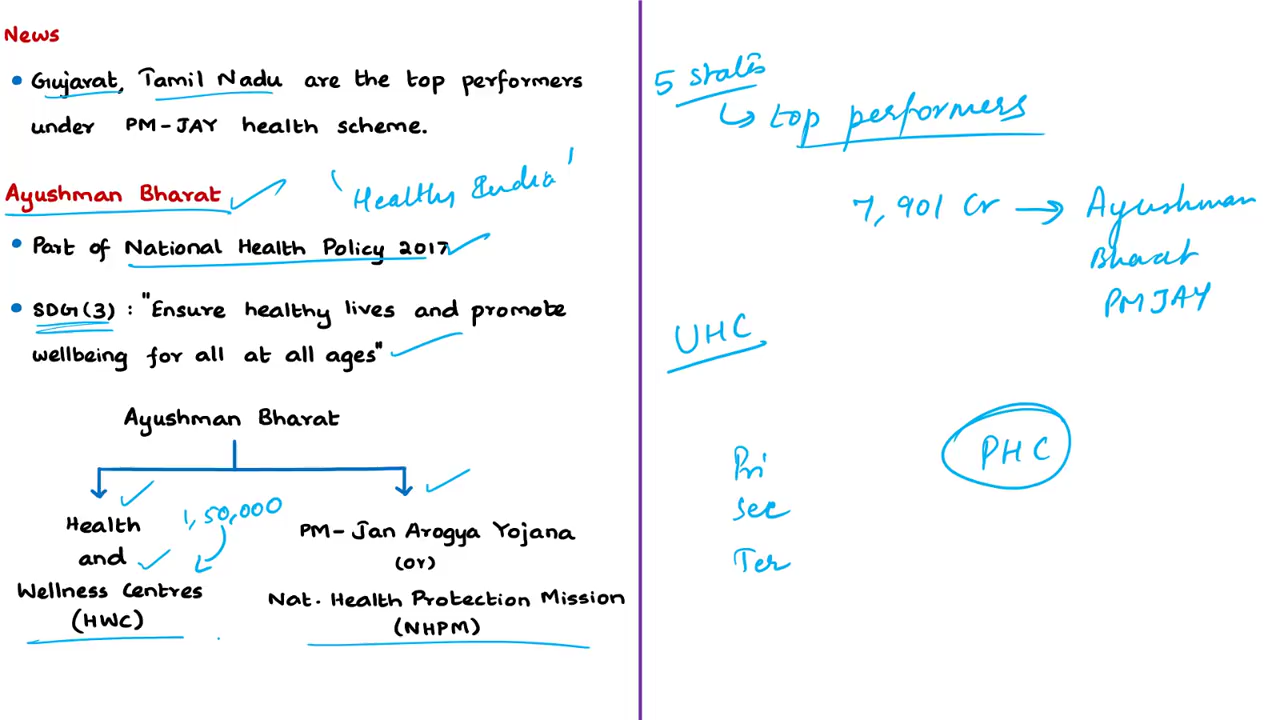 News
• Gujarat, Tamil Nadu are the top performers
under PM-JAY health scheme.
Ayushman Bharat
'Healthy India'
• Part of National Health Policy 2017
• SDG(3) : "Ensure healthy lives and promote
wellbeing for all at all ages"
Ayushman Bharat
Health
and
Wellness Centres
(HWC)
1,50,000
PM-Jan Arogya Yojana
(or)
Nat. Health Protection Mission
(NHPM)
5 states
↳ top performers
7,901 Cr → Ayushman
Bharat
PMJAY
UHC
PHC
Pri
Sec
Ter